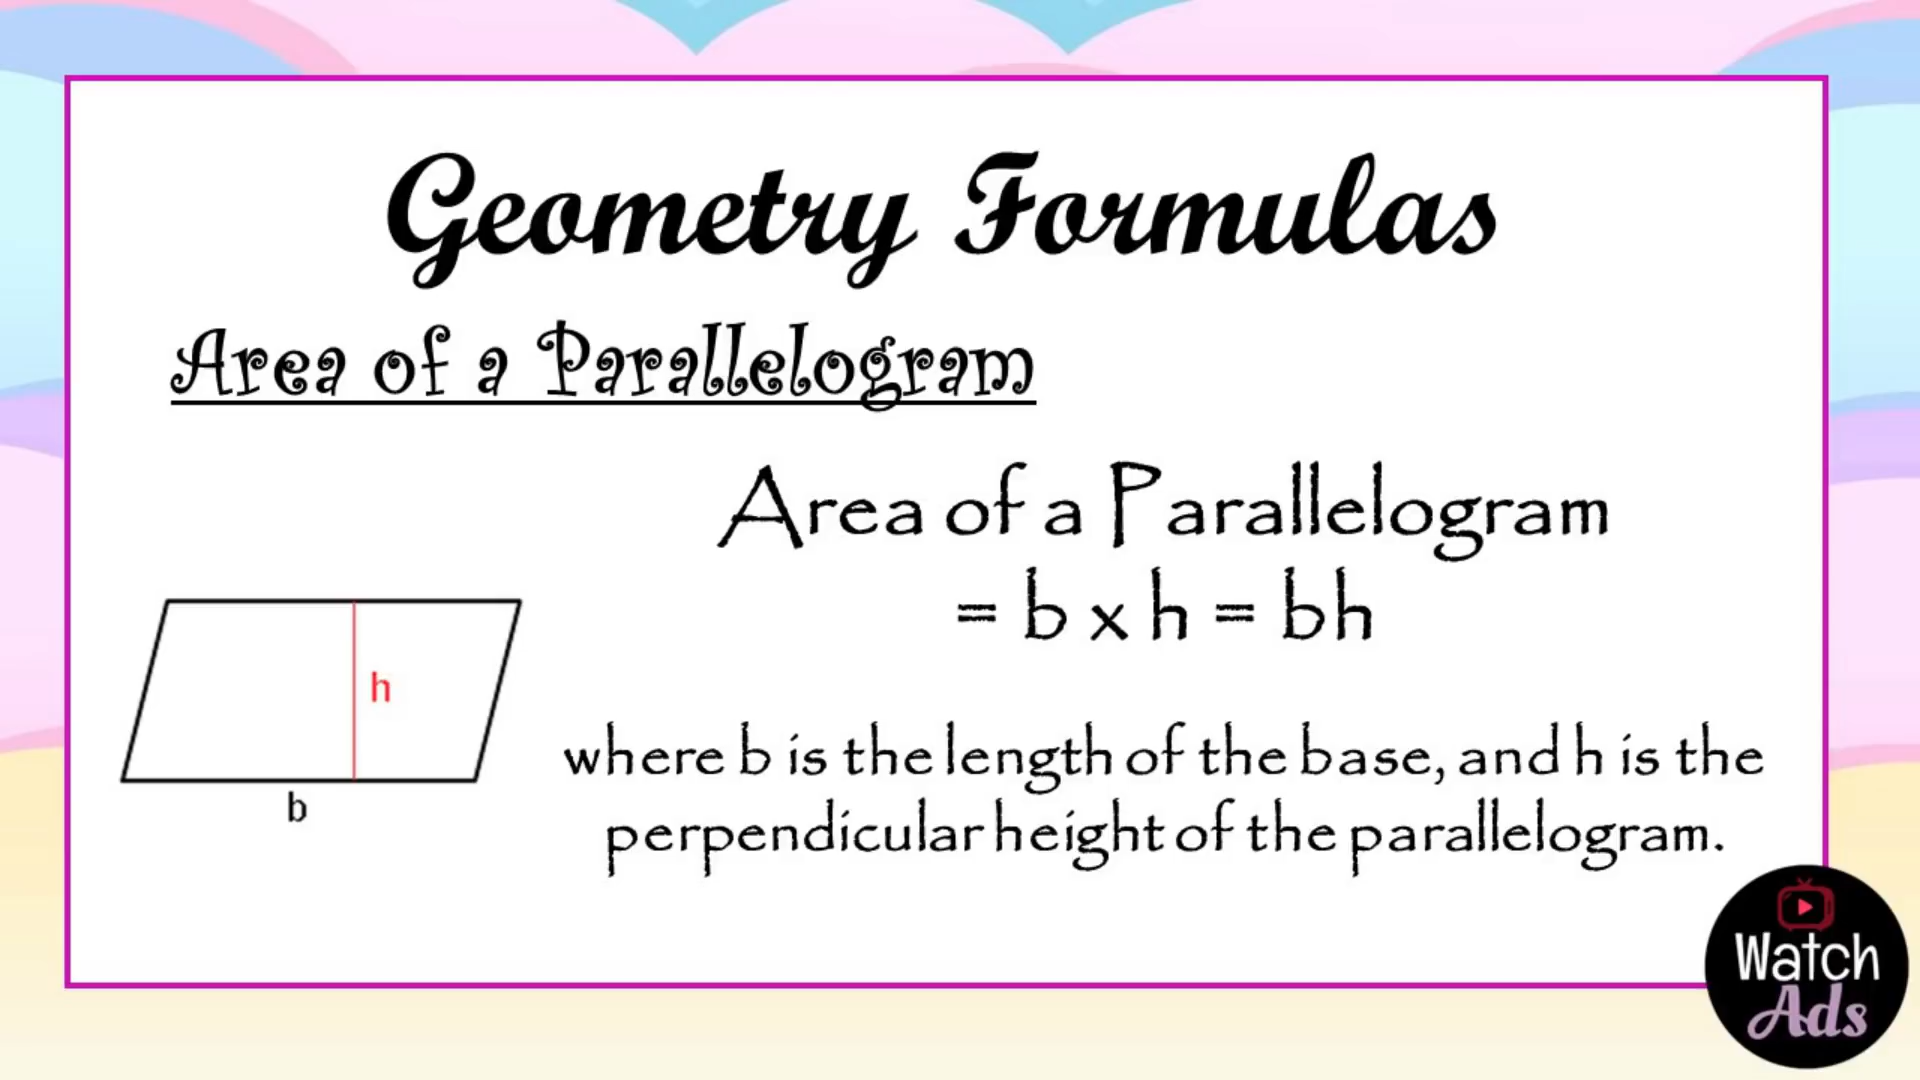 Geometry Formulas
Area of a Parallelogram
Area of a Parallelogram
= b x h = bh
h
b
where b is the length of the base, and h is the
perpendicular height of the parallelogram.
Watch
Ads